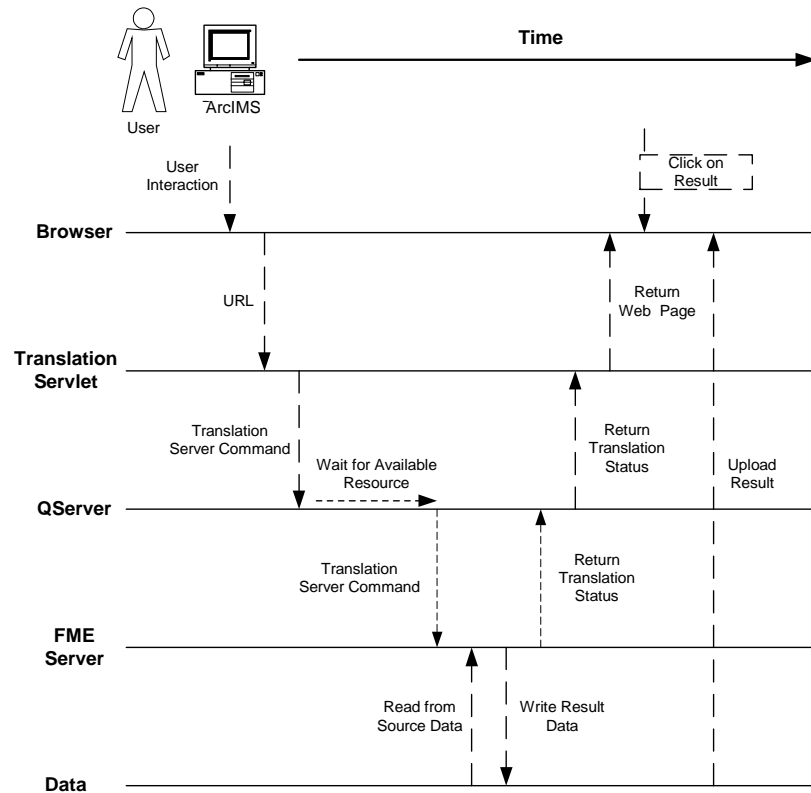 Time
User
ArcIMS
User
Interaction
Click on
Result
Browser
URL
Return
Web Page
Translation
Servlet
Translation
Server Command
Wait for Available
Resource
Return
Translation
Status
Upload
Result
QServer
Translation
Server Command
Return
Translation
Status
FME
Server
Read from
Source Data
Write Result
Data
Data